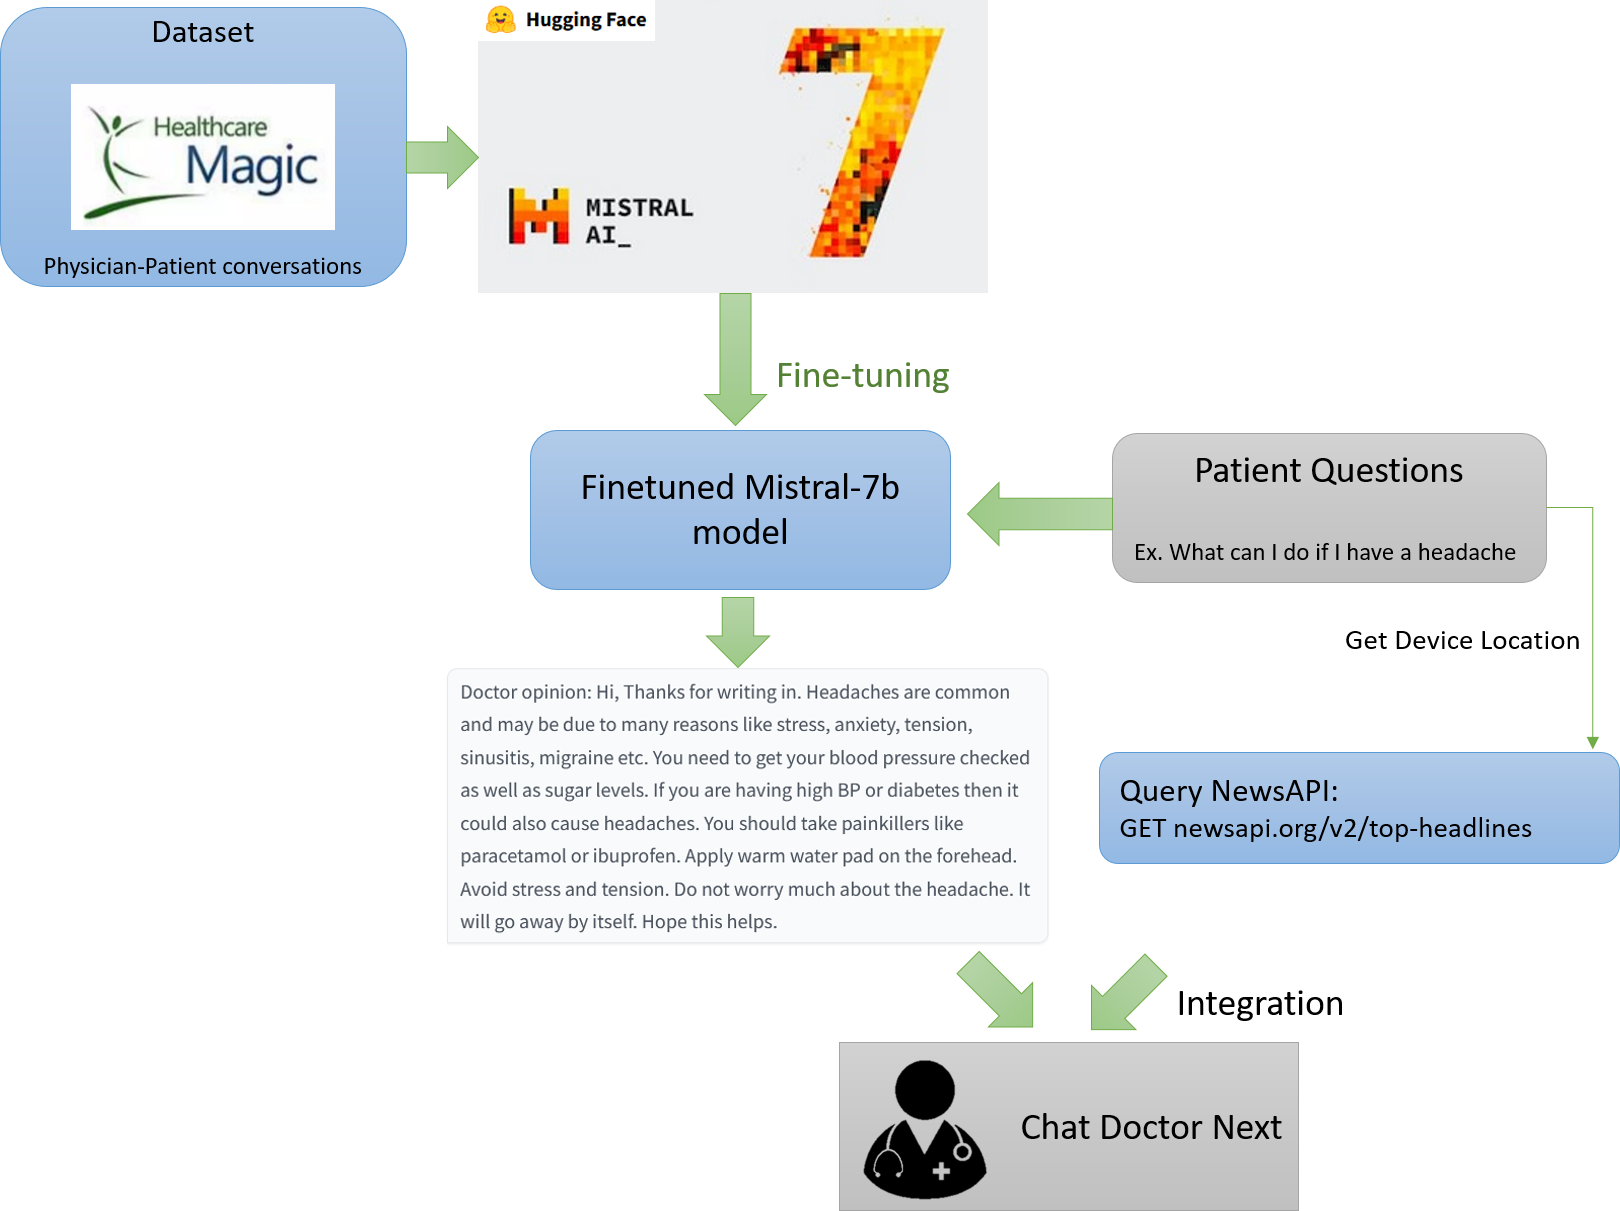 Dataset
Healthcare
Magic
Physician-Patient conversations
Hugging Face
MISTRAL
AI_
7
Fine-tuning
Finetuned Mistral-7b
model
Patient Questions
Ex. What can I do if I have a headache
Get Device Location
Query NewsAPI:
GET newsapi.org/v2/top-headlines
Doctor opinion: Hi, Thanks for writing in. Headaches are common
and may be due to many reasons like stress, anxiety, tension,
sinusitis, migraine etc. You need to get your blood pressure checked
as well as sugar levels. If you are having high BP or diabetes then it
could also cause headaches. You should take painkillers like
paracetamol or ibuprofen. Apply warm water pad on the forehead.
Avoid stress and tension. Do not worry much about the headache. It
will go away by itself. Hope this helps.
Integration
Chat Doctor Next